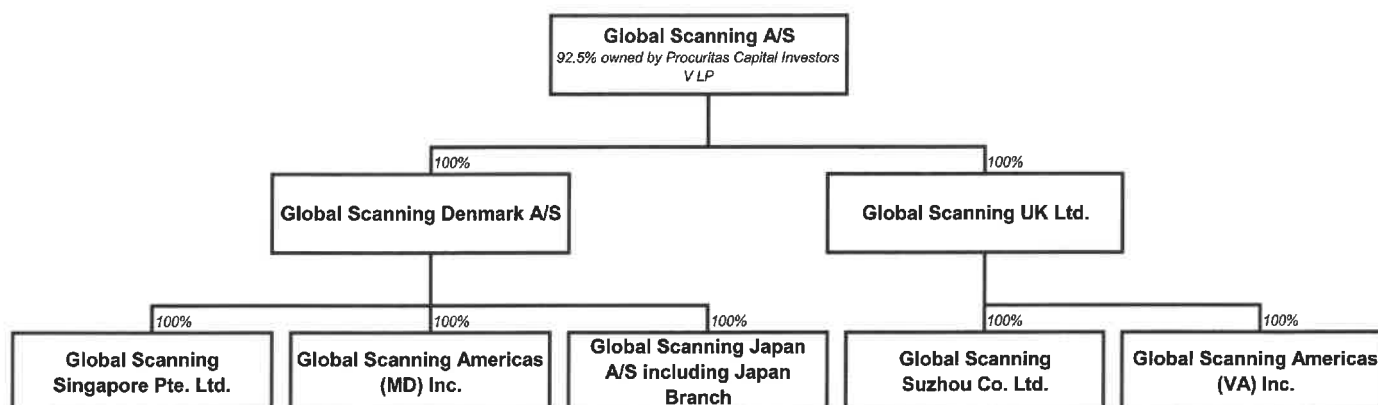 Global Scanning A/S
92.5% owned by Procuritas Capital Investors
V LP
100%
100%
Global Scanning Denmark A/S
Global Scanning UK Ltd.
100%
100%
100%
100%
100%
Global Scanning
Singapore Pte. Ltd.
Global Scanning Americas
(MD) Inc.
Global Scanning Japan
A/S including Japan
Branch
Global Scanning
Suzhou Co. Ltd.
Global Scanning Americas
(VA) Inc.